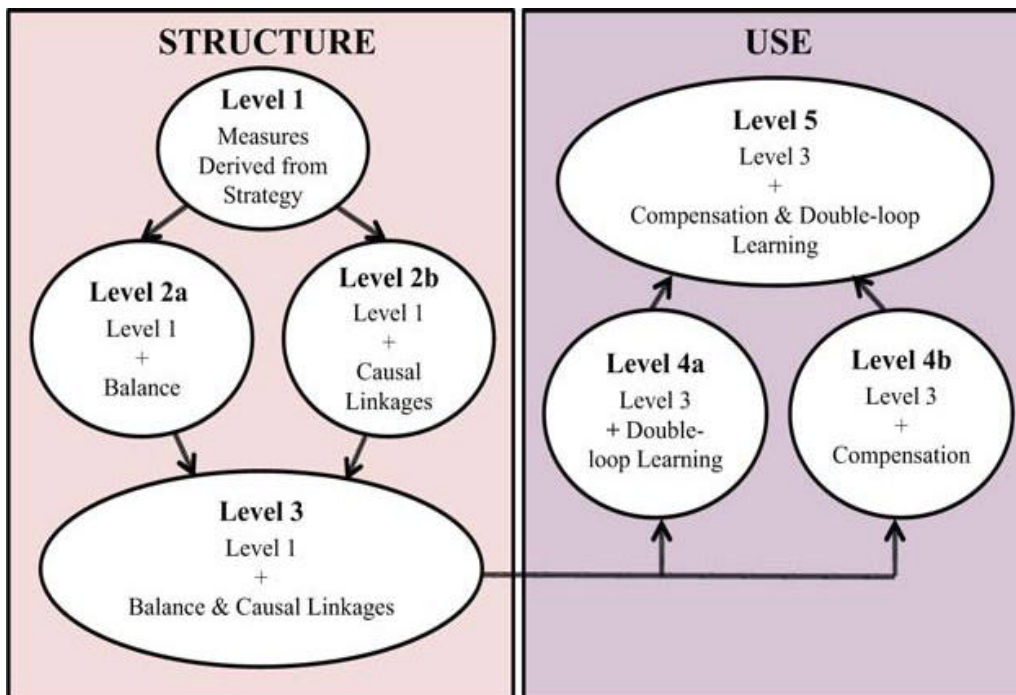 STRUCTURE
Level 1
Measures
Derived from
Strategy
Level 2a
Level 1
+
Balance
Level 2b
Level 1
+
Causal
Linkages
Level 3
Level 1
+
Balance & Causal Linkages
USE
Level 5
Level 3
+
Compensation & Double-loop
Learning
Level 4a
Level 3
+ Double-
loop Learning
Level 4b
Level 3
+
Compensation